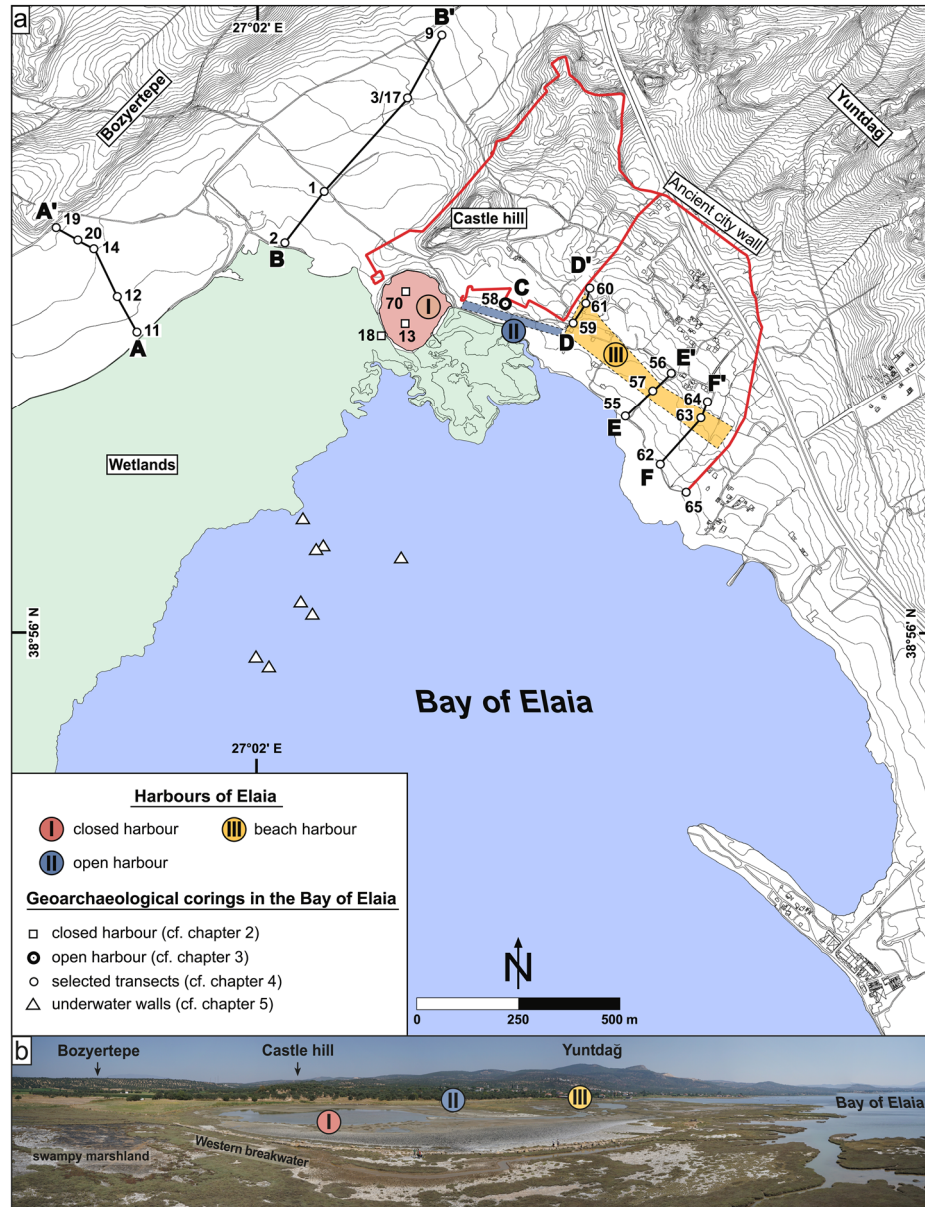 a
27°02' E
B'
9
Bozyertepe
3/17
Yuntdağ
Ancient city wall
A'
19
20
14
1
Castle hill
2
B
D'
12
70
I
58
C
60
61
11
A
18
13
II
D
59
III
56
E'
57
F'
64
55
63
E
Wetlands
62
F
65
38°56' N
38°56' N
Bay of Elaia
27°02' E
Harbours of Elaia
I closed harbour
III beach harbour
II open harbour
Geoarchaeological corings in the Bay of Elaia
closed harbour (cf. chapter 2)
open harbour (cf. chapter 3)
selected transects (cf. chapter 4)
underwater walls (cf. chapter 5)
N
0 250 500 m
b
Bozyertepe
Castle hill
Yuntdağ
I
II
III
Bay of Elaia
Western breakwater
swampy marshland